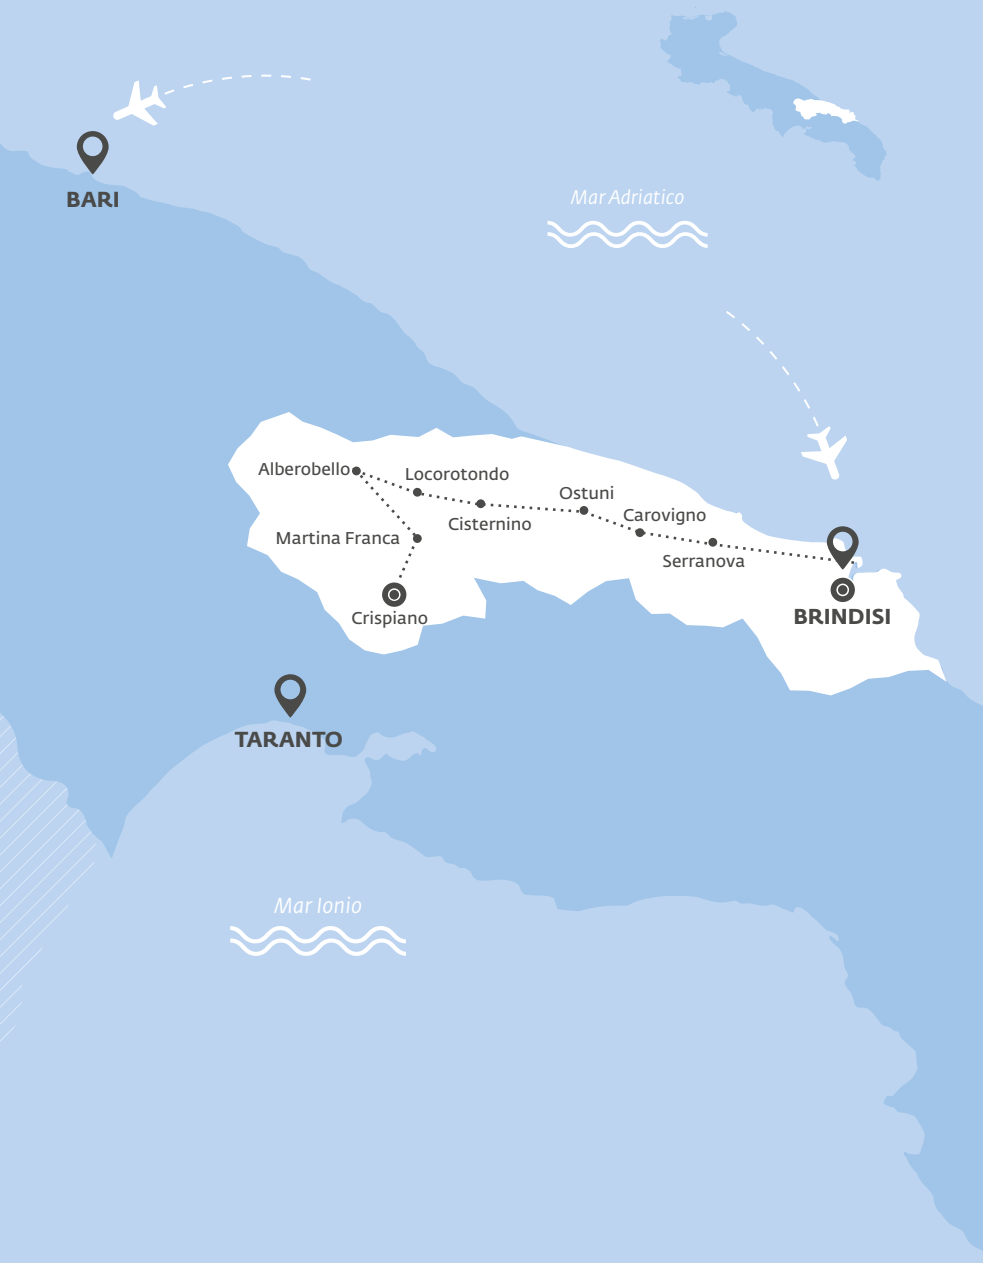 BARI
Mar Adriatico
Alberobello
Locorotondo
Ostuni
Carovigno
Cisternino
Martina Franca
Serranova
Crispiano
BRINDISI
TARANTO
Mar Ionio